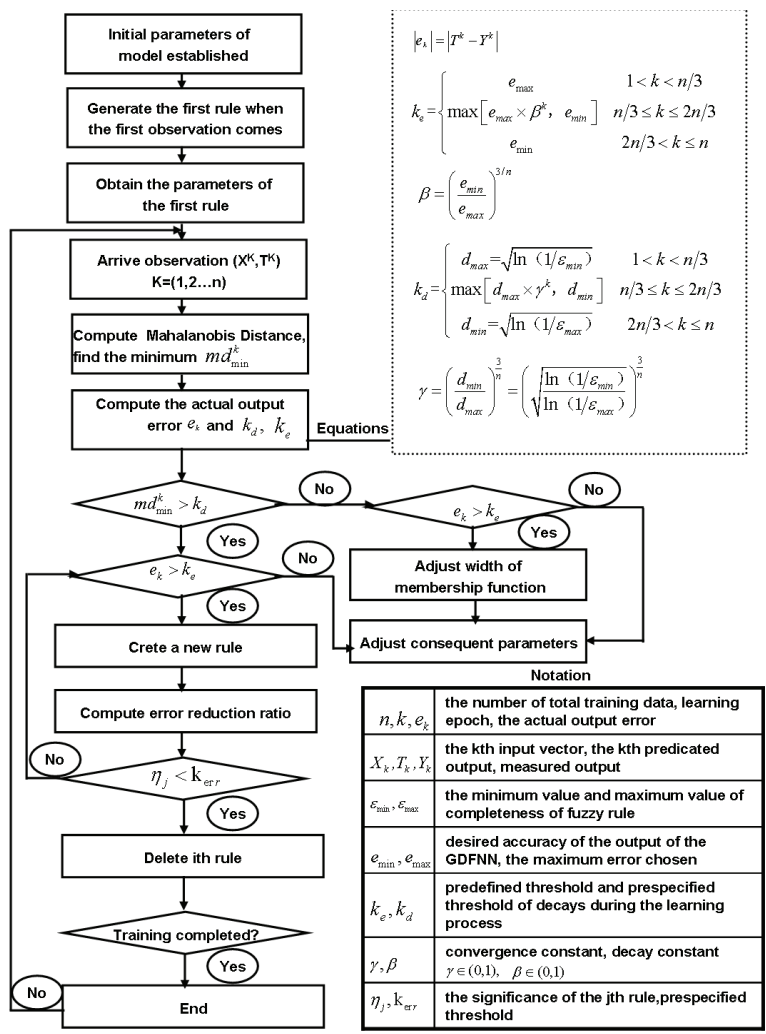 Initial parameters of
model established
Generate the first rule when
the first observation comes
Obtain the parameters of
the first rule
Arrive observation (X^K,T^K)
K=(1,2…n)
Compute Mahalanobis Distance,
find the minimum md^k_min
Compute the actual output
error e_k and k_d, k_e
Equations
|e_k|=|T^k−Y^k|
k_e={ e_max 1<k<n/3
max[e_max×β^k, e_min] n/3≤k≤2n/3
e_min 2n/3<k≤n
β=(e_min/e_max)^{3/n}
k_d={ d_max=√ln (1/ε_min) 1<k<n/3
max[d_max×γ^k, d_min] n/3≤k≤2n/3
d_min=√ln (1/ε_max) 2n/3<k≤n
γ=(d_min/d_max)^{3/n}=(√(ln (1/ε_min)/ln (1/ε_max)))^{3/n}
md^k_min>k_d
No
e_k>k_e
No
Yes
Yes
e_k>k_e
No
Yes
Adjust width of
membership function
Adjust consequent parameters
Crete a new rule
Compute error reduction ratio
No
η_j<k_err
Yes
Delete ith rule
Training completed?
Yes
No
End
Notation
n,k,e_k the number of total training data, learning
epoch, the actual output error
X_k,T_k,Y_k the kth input vector, the kth predicated
output, measured output
ε_min,ε_max the minimum value and maximum value of
completeness of fuzzy rule
e_min,e_max desired accuracy of the output of the
GDFNN, the maximum error chosen
k_e,k_d predefined threshold and prespecified
threshold of decays during the learning
process
γ,β convergence constant, decay constant
γ∈(0,1), β∈(0,1)
η_j,k_err the significance of the jth rule,prespecified
threshold